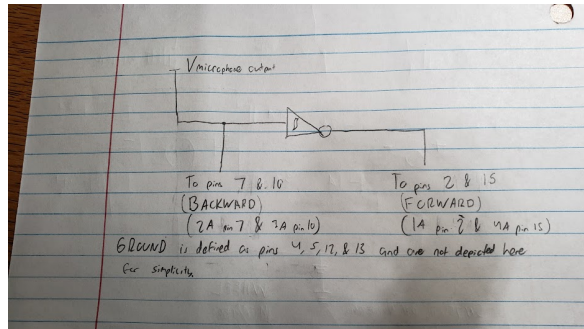 V microphone output
To pins 7 & 10
(BACKWARD)
(2A pin 7 & 3A pin 10)
To pins 2 & 15
(FORWARD)
(1A pin 2 & 4A pin 15)
GROUND is defined as pins 4, 5, 12, & 13 and are not depicted here
for simplicity